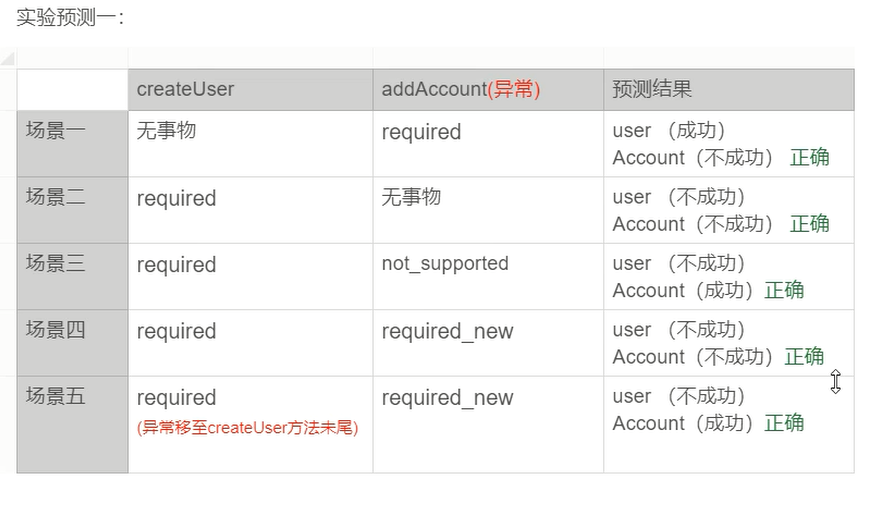 实验预测一：
createUser addAccount(异常) 预测结果
场景一 无事物 required user （成功）
Account（不成功） 正确
场景二 required 无事物 user （不成功）
Account（不成功） 正确
场景三 required not_supported user （不成功）
Account（成功）正确
场景四 required required_new user （不成功）
Account（不成功）正确
场景五 required required_new user （不成功）
(异常移至createUser方法未尾) Account（成功）正确